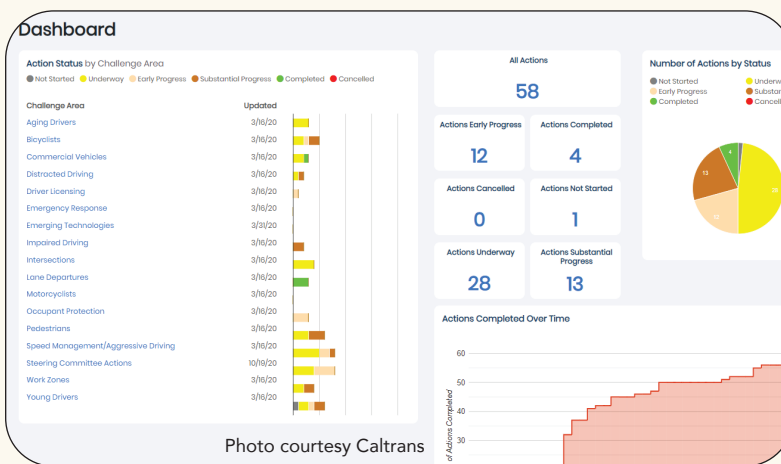 Dashboard
Action Status by Challenge Area
Not Started Underway Early Progress Substantial Progress Completed Cancelled
Challenge Area Updated
Aging Drivers 3/16/20
Bicyclists 3/16/20
Commercial Vehicles 3/16/20
Distracted Driving 3/16/20
Driver Licensing 3/16/20
Emergency Response 3/16/20
Emerging Technologies 3/31/20
Impaired Driving 3/16/20
Intersections 3/16/20
Lane Departures 3/16/20
Motorcyclists 3/16/20
Occupant Protection 3/16/20
Pedestrians 3/16/20
Speed Management/Aggressive Driving 3/16/20
Steering Committee Actions 10/19/20
Work Zones 3/16/20
Young Drivers 3/16/20
All Actions
58
Actions Early Progress Actions Completed
12 4
Actions Cancelled Actions Not Started
0 1
Actions Underway Actions Substantial
Progress
28 13
Number of Actions by Status
Not Started Underw
Early Progress Substar
Completed Cancell
4
13
12
28
Actions Completed Over Time
60
50
40
30
of Actions Completed
Photo courtesy Caltrans